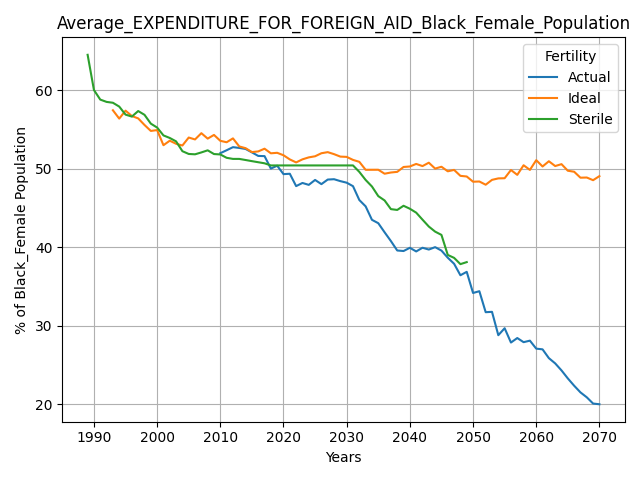 Average_EXPENDITURE_FOR_FOREIGN_AID_Black_Female_Population
Fertility
Actual
Ideal
Sterile
% of Black_Female Population
60
50
40
30
20
1990 2000 2010 2020 2030 2040 2050 2060 2070
Years